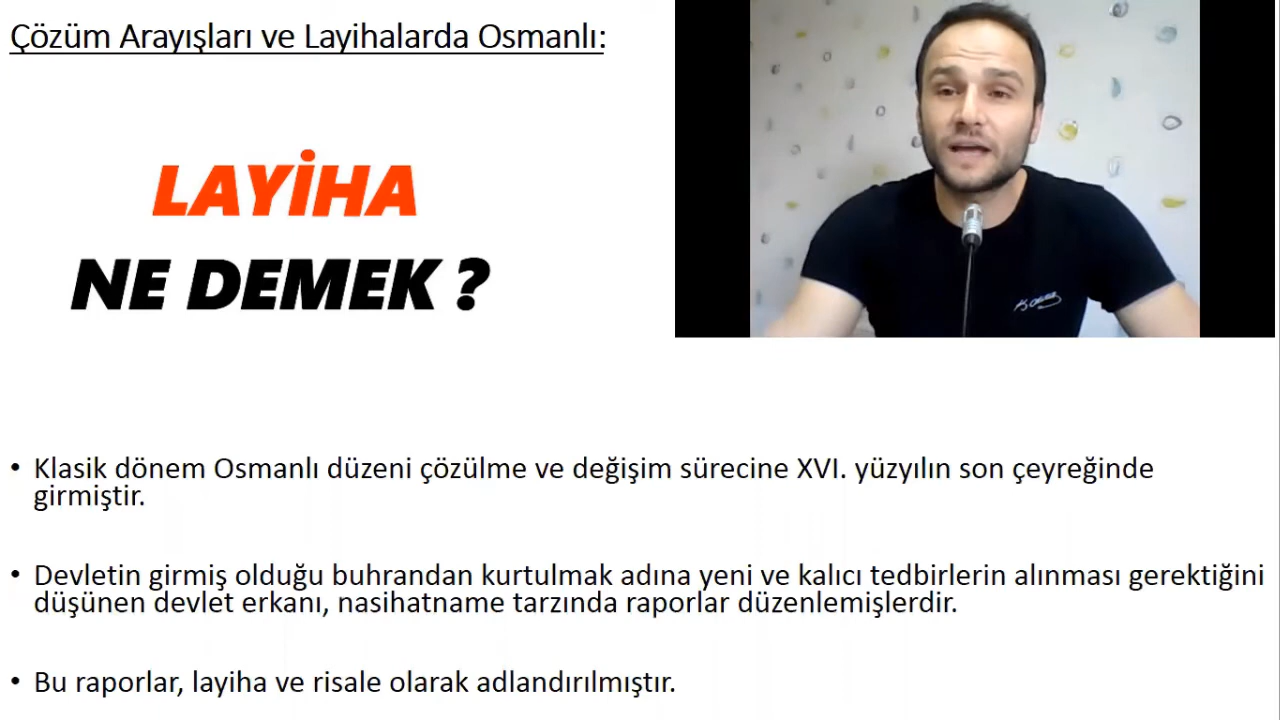 Çözüm Arayışları ve Layihalarda Osmanlı:
LAYİHA
NE DEMEK ?
• Klasik dönem Osmanlı düzeni çözülme ve değişim sürecine XVI. yüzyılın son çeyreğinde
girmiştir.
• Devletin girmiş olduğu buhrandan kurtulmak adına yeni ve kalıcı tedbirlerin alınması gerektiğini
düşünen devlet erkanı, nasihatname tarzında raporlar düzenlemişlerdir.
• Bu raporlar, layiha ve risale olarak adlandırılmıştır.